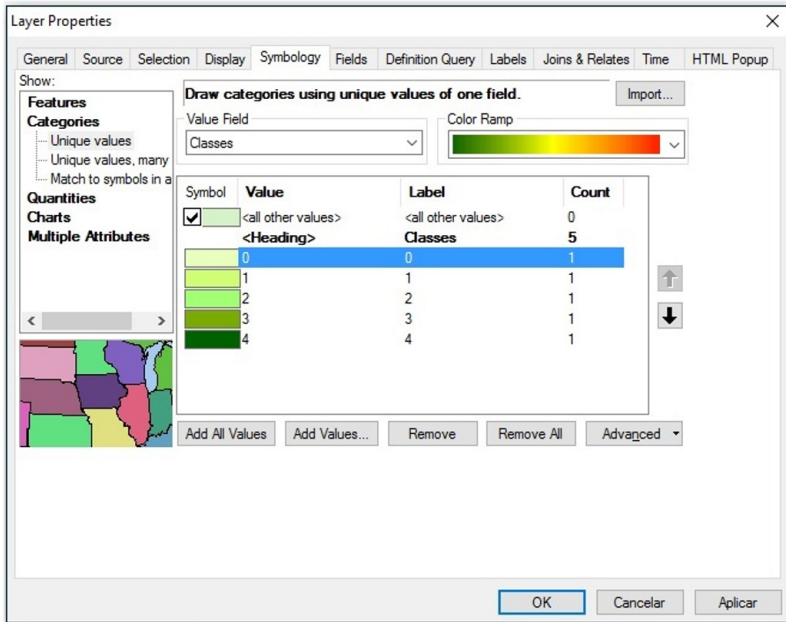 Layer Properties
General Source Selection Display Symbology Fields Definition Query Labels Joins & Relates Time HTML Popup
Show:
Features
Categories
Unique values
Unique values, many
Match to symbols in a
Quantities
Charts
Multiple Attributes
Draw categories using unique values of one field.
Import...
Value Field
Classes
Color Ramp
Symbol Value Label Count
<all other values> <all other values> 0
<Heading> Classes 5
0 0 1
1 1 1
2 2 1
3 3 1
4 4 1
Add All Values Add Values... Remove Remove All Advanced
OK Cancelar Aplicar